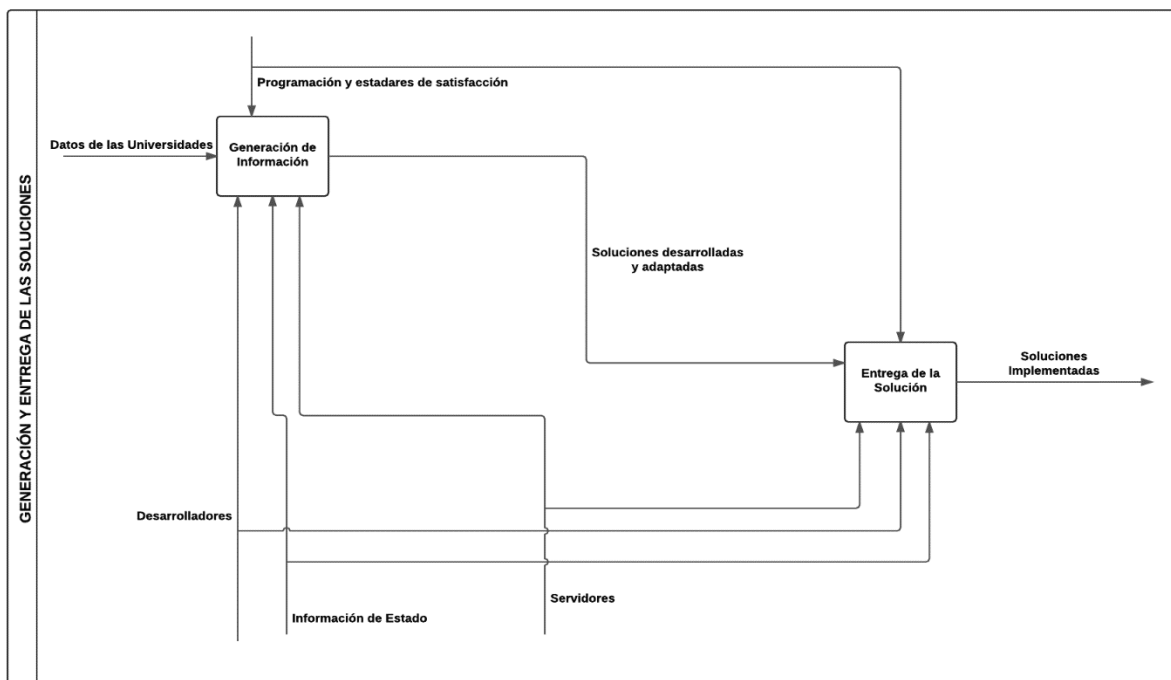 GENERACIÓN Y ENTREGA DE LAS SOLUCIONES
Programación y estadares de satisfacción
Datos de las Universidades
Generación de
Información
Soluciones desarrolladas
y adaptadas
Entrega de la
Solución
Soluciones
Implementadas
Desarrolladores
Servidores
Información de Estado